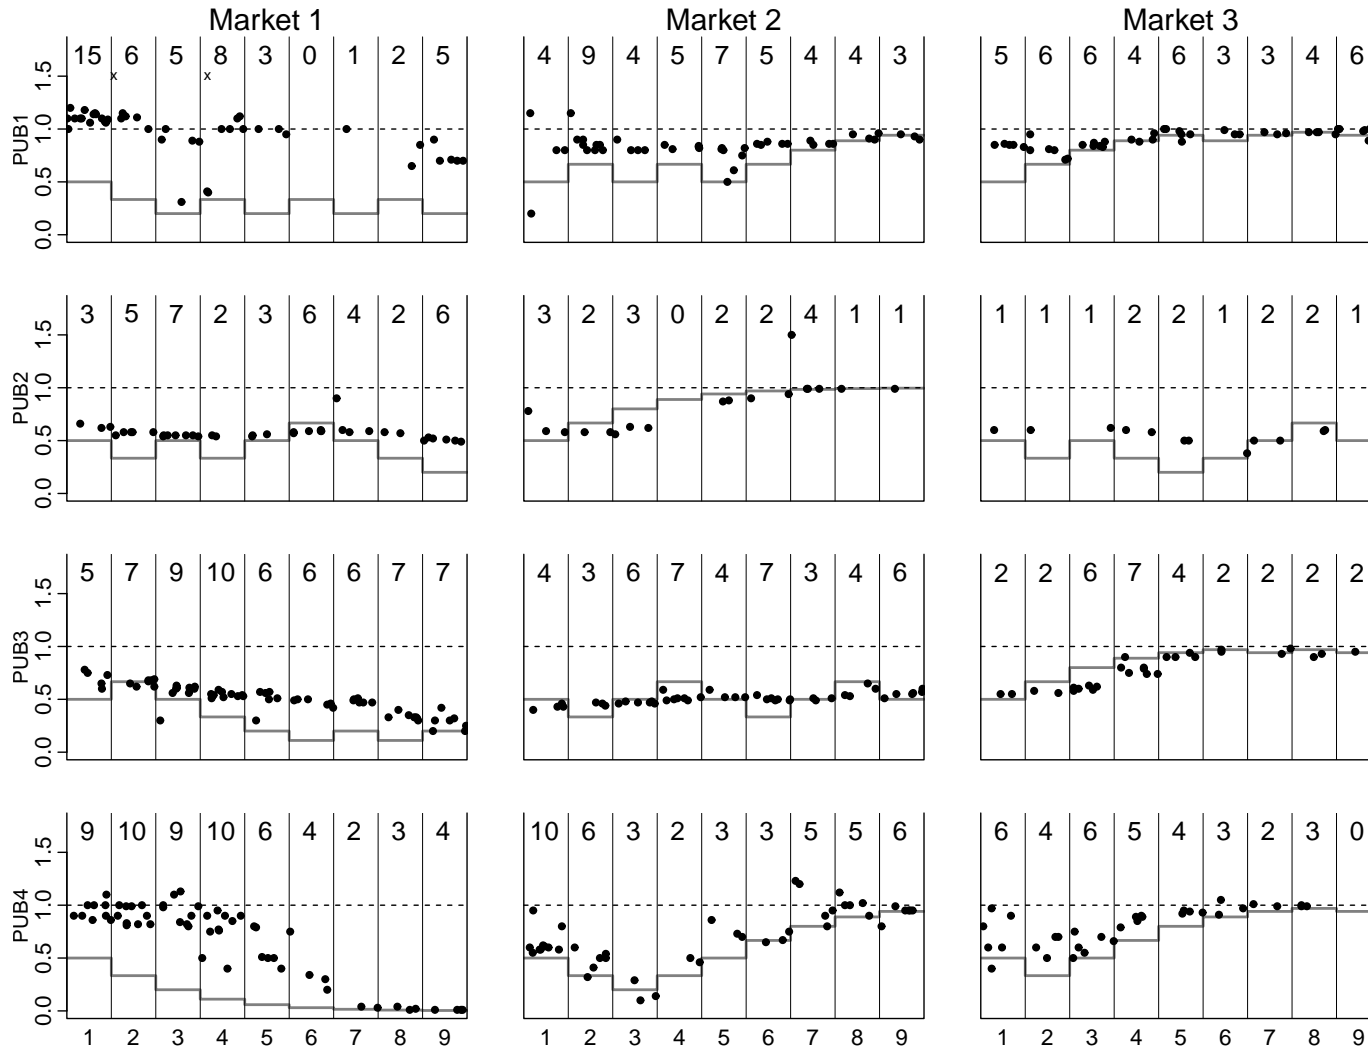 Market 1 Market 2 Market 3
15 6 5 8 3 0 1 2 5 4 9 4 5 7 5 4 4 3 5 6 6 4 6 3 3 4 6
x x
PUB1 0.0 0.5 1.0 1.5
3 5 7 2 3 6 4 2 6 3 2 3 0 2 2 4 1 1 1 1 1 2 2 1 2 2 1
PUB2 0.0 0.5 1.0 1.5
5 7 9 10 6 6 6 7 7 4 3 6 7 4 7 3 4 6 2 2 6 7 4 2 2 2 2
PUB3 0.0 0.5 1.0 1.5
9 10 9 10 6 4 2 3 4 10 6 3 2 3 3 5 5 6 6 4 6 5 4 3 2 3 0
PUB4 0.0 0.5 1.0 1.5
1 2 3 4 5 6 7 8 9 1 2 3 4 5 6 7 8 9 1 2 3 4 5 6 7 8 9